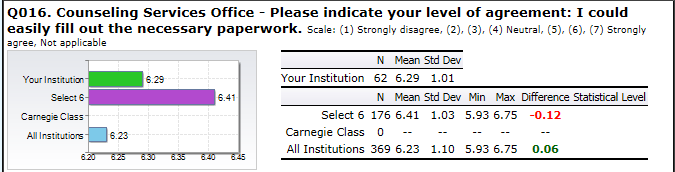 Q016. Counseling Services Office - Please indicate your level of agreement: I could
easily fill out the necessary paperwork. Scale: (1) Strongly disagree, (2), (3), (4) Neutral, (5), (6), (7) Strongly
agree, Not applicable
Your Institution 6.29
Select 6 6.41
Carnegie Class
All Institutions 6.23
6.20 6.25 6.30 6.35 6.40 6.45
N Mean Std Dev
Your Institution 62 6.29 1.01
N Mean Std Dev Min Max Difference Statistical Level
Select 6 176 6.41 1.03 5.93 6.75 -0.12
Carnegie Class 0 -- -- -- -- --
All Institutions 369 6.23 1.10 5.93 6.75 0.06